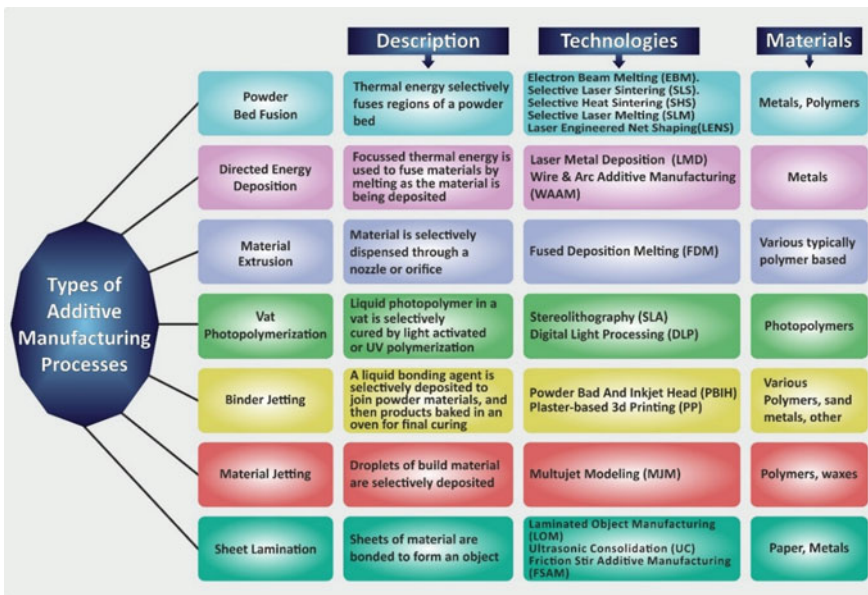 Description
Technologies
Materials
Types of
Additive
Manufacturing
Processes
Powder
Bed Fusion
Thermal energy selectively
fuses regions of a powder
bed
Electron Beam Melting (EBM).
Selective Laser Sintering (SLS).
Selective Heat Sintering (SHS)
Selective Laser Melting (SLM)
Laser Engineered Net Shaping(LENS)
Metals, Polymers
Directed Energy
Deposition
Focussed thermal energy is
used to fuse materials by
melting as the material is
being deposited
Laser Metal Deposition (LMD)
Wire & Arc Additive Manufacturing
(WAAM)
Metals
Material
Extrusion
Material is selectively
dispensed through a
nozzle or orifice
Fused Deposition Melting (FDM)
Various typically
polymer based
Vat
Photopolymerization
Liquid photopolymer in a
vat is selectively
cured by light activated
or UV polymerization
Stereolithography (SLA)
Digital Light Processing (DLP)
Photopolymers
Binder Jetting
A liquid bonding agent is
selectively deposited to
join powder materials, and
then products baked in an
oven for final curing
Powder Bad And Inkjet Head (PBIH)
Plaster-based 3d Printing (PP)
Various
Polymers, sand
metals, other
Material Jetting
Droplets of build material
are selectively deposited
Multujet Modeling (MJM)
Polymers, waxes
Sheet Lamination
Sheets of material are
bonded to form an object
Laminated Object Manufacturing
(LOM)
Ultrasonic Consolidation (UC)
Friction Stir Additive Manufacturing
(FSAM)
Paper, Metals